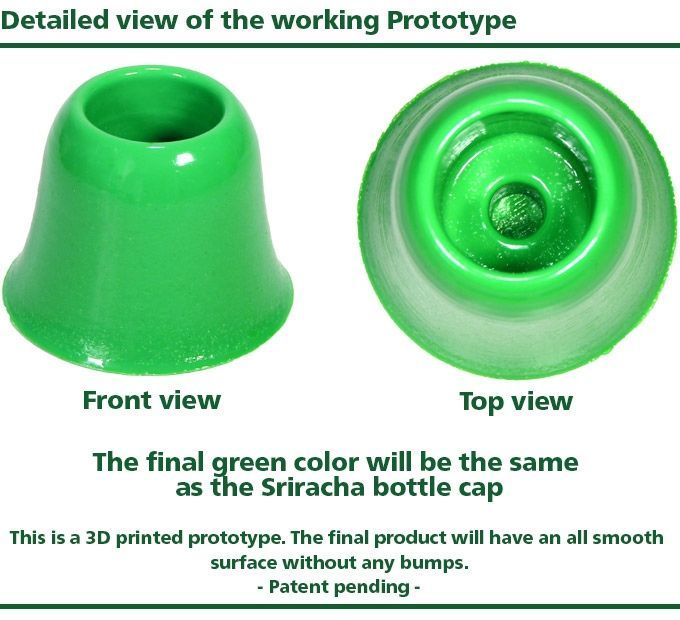 Detailed view of the working Prototype
Front view
Top view
The final green color will be the same
as the Sriracha bottle cap
This is a 3D printed prototype. The final product will have an all smooth
surface without any bumps.
- Patent pending -